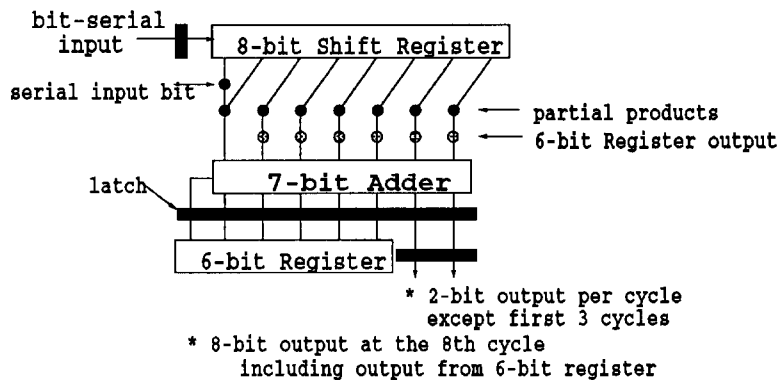 bit-serial
input
8-bit Shift Register
serial input bit
partial products
6-bit Register output
7-bit Adder
latch
6-bit Register
* 2-bit output per cycle
except first 3 cycles
* 8-bit output at the 8th cycle
including output from 6-bit register